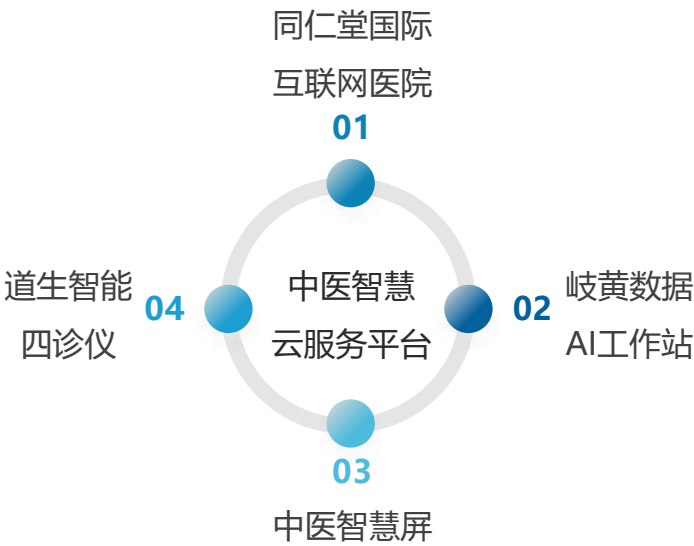 同仁堂国际
互联网医院
01
道生智能
四诊仪
04
中医智慧
云服务平台
02
岐黄数据
AI工作站
03
中医智慧屏